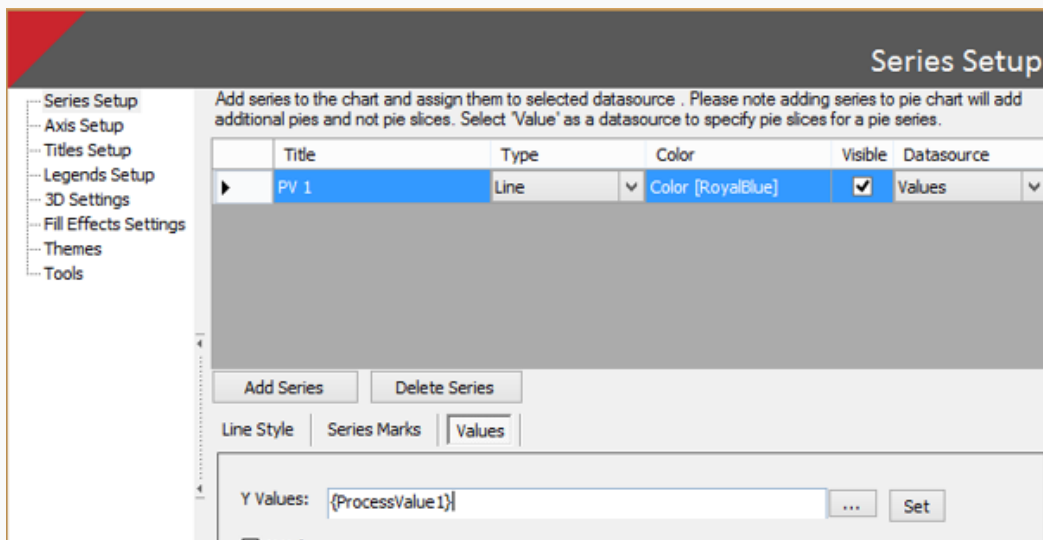 Series Setup
Series Setup
Axis Setup
Titles Setup
Legends Setup
3D Settings
Fill Effects Settings
Themes
Tools
Add series to the chart and assign them to selected datasource . Please note adding series to pie chart will add
additional pies and not pie slices. Select 'Value' as a datasource to specify pie slices for a pie series.
Title Type Color Visible Datasource
PV 1 Line Color [RoyalBlue] Values
Add Series Delete Series
Line Style Series Marks Values
Y Values: {ProcessValue1} ... Set